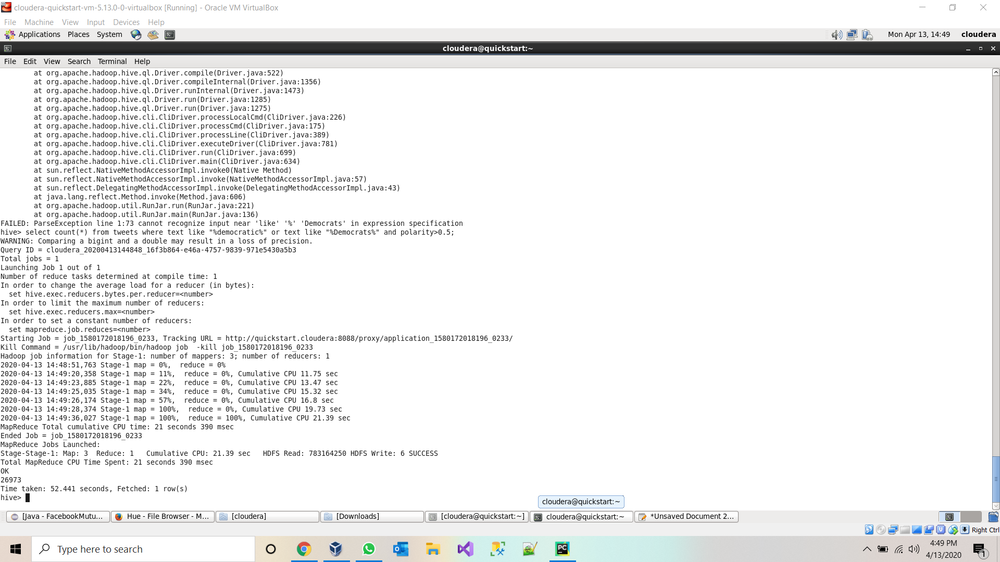 cloudera-quickstart-vm-5.13.0-0-virtualbox [Running] - Oracle VM VirtualBox
File Machine View Input Devices Help
Applications Places System Mon Apr 13, 14:49 cloudera
cloudera@quickstart:~
File Edit View Search Terminal Help
at org.apache.hadoop.hive.ql.Driver.compile(Driver.java:522)
at org.apache.hadoop.hive.ql.Driver.compileInternal(Driver.java:1356)
at org.apache.hadoop.hive.ql.Driver.runInternal(Driver.java:1473)
at org.apache.hadoop.hive.ql.Driver.run(Driver.java:1285)
at org.apache.hadoop.hive.ql.Driver.run(Driver.java:1275)
at org.apache.hadoop.hive.cli.CliDriver.processLocalCmd(CliDriver.java:226)
at org.apache.hadoop.hive.cli.CliDriver.processCmd(CliDriver.java:175)
at org.apache.hadoop.hive.cli.CliDriver.processLine(CliDriver.java:389)
at org.apache.hadoop.hive.cli.CliDriver.executeDriver(CliDriver.java:781)
at org.apache.hadoop.hive.cli.CliDriver.run(CliDriver.java:699)
at org.apache.hadoop.hive.cli.CliDriver.main(CliDriver.java:634)
at sun.reflect.NativeMethodAccessorImpl.invoke0(Native Method)
at sun.reflect.NativeMethodAccessorImpl.invoke(NativeMethodAccessorImpl.java:57)
at sun.reflect.DelegatingMethodAccessorImpl.invoke(DelegatingMethodAccessorImpl.java:43)
at java.lang.reflect.Method.invoke(Method.java:606)
at org.apache.hadoop.util.RunJar.run(RunJar.java:221)
at org.apache.hadoop.util.RunJar.main(RunJar.java:136)
FAILED: ParseException line 1:73 cannot recognize input near 'like' '%' 'Democrats' in expression specification
hive> select count(*) from tweets where text like "%democratic%" or text like "%Democrats%" and polarity>0.5;
WARNING: Comparing a bigint and a double may result in a loss of precision.
Query ID = cloudera_20200413144848_16f3b864-e46a-4757-9839-971e5430a5b3
Total jobs = 1
Launching Job 1 out of 1
Number of reduce tasks determined at compile time: 1
In order to change the average load for a reducer (in bytes):
set hive.exec.reducers.bytes.per.reducer=<number>
In order to limit the maximum number of reducers:
set hive.exec.reducers.max=<number>
In order to set a constant number of reducers:
set mapreduce.job.reduces=<number>
Starting Job = job_1580172018196_0233, Tracking URL = http://quickstart.cloudera:8088/proxy/application_1580172018196_0233/
Kill Command = /usr/lib/hadoop/bin/hadoop job  -kill job_1580172018196_0233
Hadoop job information for Stage-1: number of mappers: 3; number of reducers: 1
2020-04-13 14:48:51,763 Stage-1 map = 0%,  reduce = 0%
2020-04-13 14:49:20,358 Stage-1 map = 11%,  reduce = 0%, Cumulative CPU 11.75 sec
2020-04-13 14:49:23,885 Stage-1 map = 22%,  reduce = 0%, Cumulative CPU 13.47 sec
2020-04-13 14:49:25,035 Stage-1 map = 34%,  reduce = 0%, Cumulative CPU 15.32 sec
2020-04-13 14:49:26,174 Stage-1 map = 57%,  reduce = 0%, Cumulative CPU 16.8 sec
2020-04-13 14:49:28,374 Stage-1 map = 100%,  reduce = 0%, Cumulative CPU 19.73 sec
2020-04-13 14:49:36,027 Stage-1 map = 100%,  reduce = 100%, Cumulative CPU 21.39 sec
MapReduce Total cumulative CPU time: 21 seconds 390 msec
Ended Job = job_1580172018196_0233
MapReduce Jobs Launched:
Stage-Stage-1: Map: 3  Reduce: 1   Cumulative CPU: 21.39 sec   HDFS Read: 783164250 HDFS Write: 6 SUCCESS
Total MapReduce CPU Time Spent: 21 seconds 390 msec
OK
26973
Time taken: 52.441 seconds, Fetched: 1 row(s)
hive>
cloudera@quickstart:~
[Java - FacebookMutu... Hue - File Browser - M... [cloudera] [Downloads] [cloudera@quickstart:~] cloudera@quickstart:~ *Unsaved Document 2...
Right Ctrl
Type here to search
PC
4:49 PM
4/13/2020
1